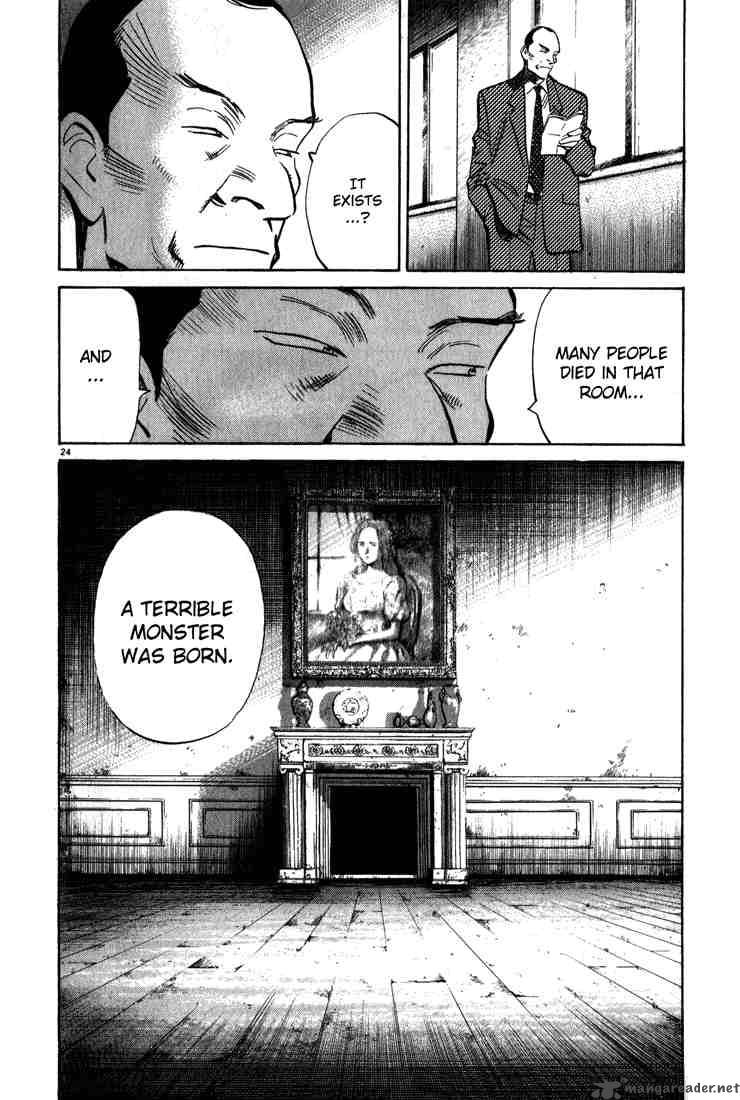 IT
EXISTS
...?
MANY PEOPLE
DIED IN THAT
ROOM...
AND
...
24
A TERRIBLE
MONSTER
WAS BORN.
mangareader.net